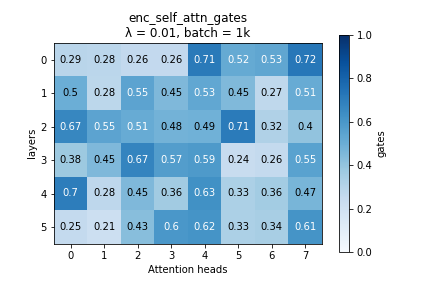 enc_self_attn_gates
λ = 0.01, batch = 1k
0 0.29 0.28 0.26 0.26 0.71 0.52 0.53 0.72
1 0.5 0.28 0.55 0.45 0.53 0.45 0.27 0.51
2 0.67 0.55 0.51 0.48 0.49 0.71 0.32 0.4
3 0.38 0.45 0.67 0.57 0.59 0.24 0.26 0.55
4 0.7 0.28 0.45 0.36 0.63 0.33 0.36 0.47
5 0.25 0.21 0.43 0.6 0.62 0.33 0.34 0.61
0 1 2 3 4 5 6 7
Attention heads
layers
1.0
0.8
0.6
0.4
0.2
0.0
gates